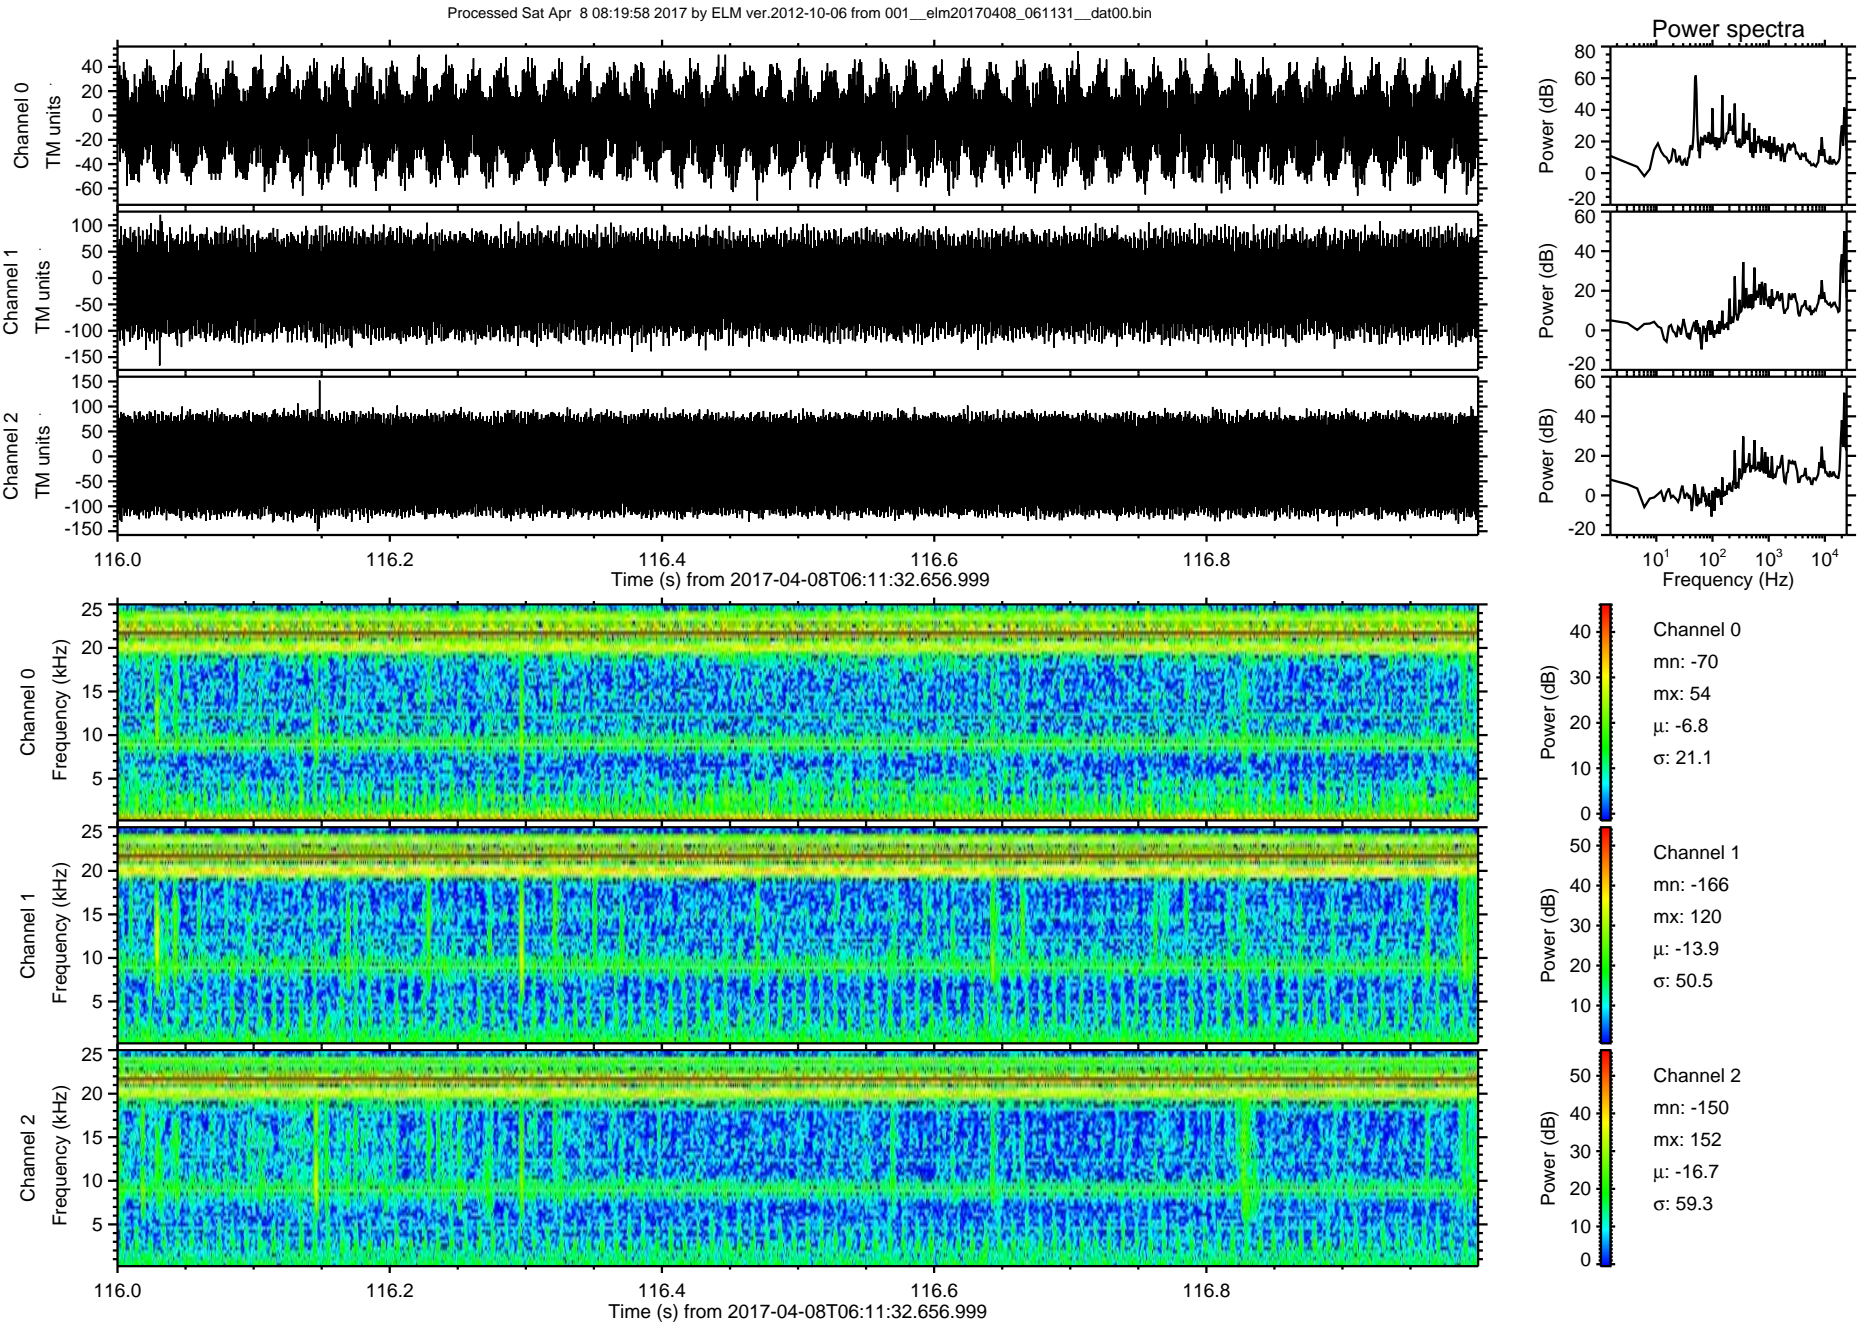 Processed Sat Apr 8 08:19:58 2017 by ELM ver.2012-10-06 from 001__elm20170408_061131__dat00.bin
Power spectra
Channel 0
TM units
40
20
0
-20
-40
-60
Power (dB)
80
60
40
20
0
-20
Channel 1
TM units
100
50
0
-50
-100
-150
Power (dB)
60
40
20
0
-20
Channel 2
TM units
150
100
50
0
-50
-100
-150
Power (dB)
60
40
20
0
-20
116.0 116.2 116.4 116.6 116.8
Time (s) from 2017-04-08T06:11:32.656.999
10¹ 10² 10³ 10⁴
Frequency (Hz)
Channel 0
Frequency (kHz)
25
20
15
10
5
Power (dB)
40
30
20
10
0
Channel 0
mn: -70
mx: 54
μ: -6.8
σ: 21.1
Channel 1
Frequency (kHz)
25
20
15
10
5
Power (dB)
50
40
30
20
10
Channel 1
mn: -166
mx: 120
μ: -13.9
σ: 50.5
Channel 2
Frequency (kHz)
25
20
15
10
5
Power (dB)
50
40
30
20
10
0
Channel 2
mn: -150
mx: 152
μ: -16.7
σ: 59.3
116.0 116.2 116.4 116.6 116.8
Time (s) from 2017-04-08T06:11:32.656.999